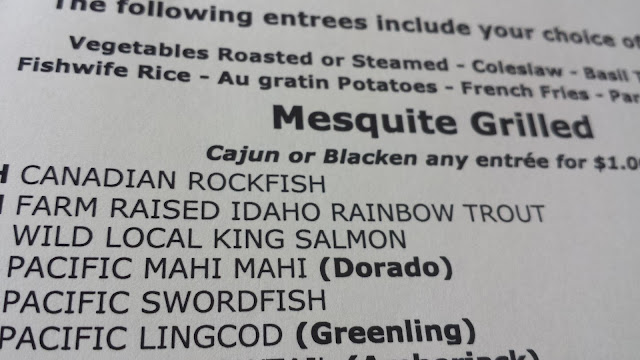 The following entrees include your choice of
Vegetables Roasted or Steamed - Coleslaw - Basil
Fishwife Rice - Au gratin Potatoes - French Fries -
Mesquite Grilled
Cajun or Blacken any entrée for $1.0
CANADIAN ROCKFISH
FARM RAISED IDAHO RAINBOW TROUT
WILD LOCAL KING SALMON
PACIFIC MAHI MAHI (Dorado)
PACIFIC SWORDFISH
PACIFIC LINGCOD (Greenling)